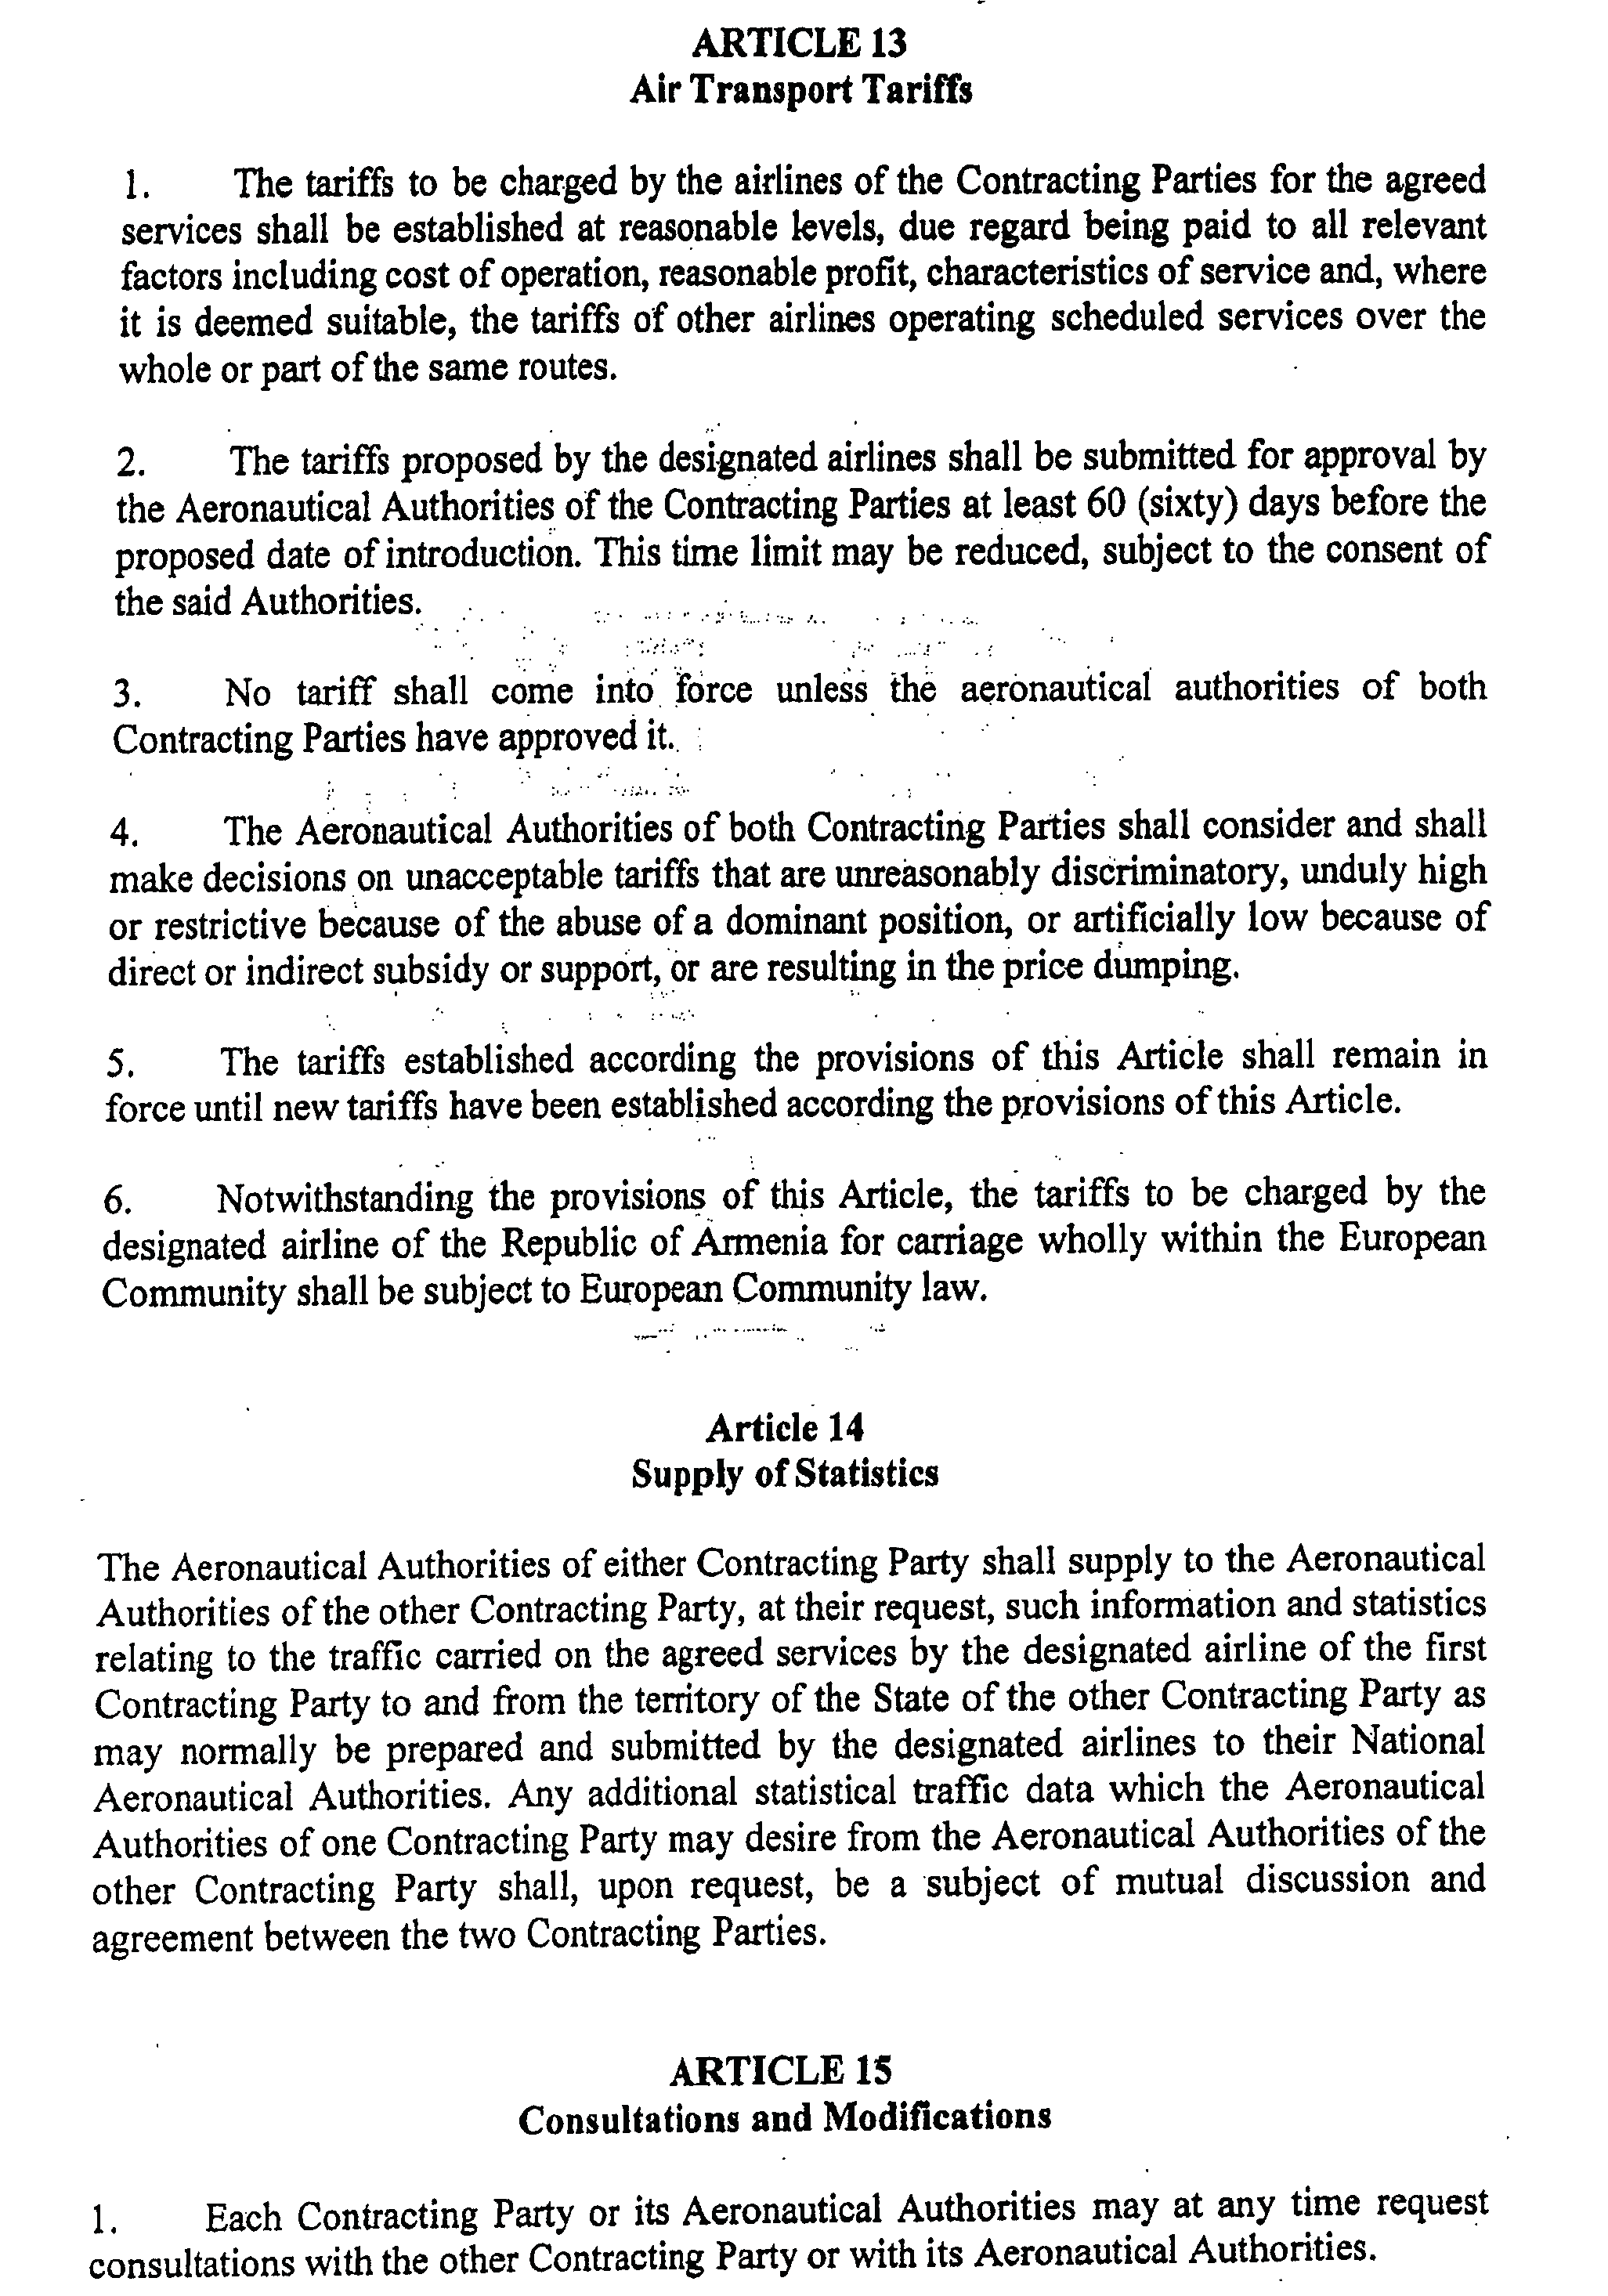 ARTICLE 13
Air Transport Tariffs
1. The tariffs to be charged by the airlines of the Contracting Parties for the agreed
services shall be established at reasonable levels, due regard being paid to all relevant
factors including cost of operation, reasonable profit, characteristics of service and, where
it is deemed suitable, the tariffs of other airlines operating scheduled services over the
whole or part of the same routes.
2. The tariffs proposed by the designated airlines shall be submitted for approval by
the Aeronautical Authorities of the Contracting Parties at least 60 (sixty) days before the
proposed date of introduction. This time limit may be reduced, subject to the consent of
the said Authorities.
3. No tariff shall come into force unless the aeronautical authorities of both
Contracting Parties have approved it.
4. The Aeronautical Authorities of both Contracting Parties shall consider and shall
make decisions on unacceptable tariffs that are unreasonably discriminatory, unduly high
or restrictive because of the abuse of a dominant position, or artificially low because of
direct or indirect subsidy or support, or are resulting in the price dumping.
5. The tariffs established according the provisions of this Article shall remain in
force until new tariffs have been established according the provisions of this Article.
6. Notwithstanding the provisions of this Article, the tariffs to be charged by the
designated airline of the Republic of Armenia for carriage wholly within the European
Community shall be subject to European Community law.
Article 14
Supply of Statistics
The Aeronautical Authorities of either Contracting Party shall supply to the Aeronautical
Authorities of the other Contracting Party, at their request, such information and statistics
relating to the traffic carried on the agreed services by the designated airline of the first
Contracting Party to and from the territory of the State of the other Contracting Party as
may normally be prepared and submitted by the designated airlines to their National
Aeronautical Authorities. Any additional statistical traffic data which the Aeronautical
Authorities of one Contracting Party may desire from the Aeronautical Authorities of the
other Contracting Party shall, upon request, be a subject of mutual discussion and
agreement between the two Contracting Parties.
ARTICLE 15
Consultations and Modifications
1. Each Contracting Party or its Aeronautical Authorities may at any time request
consultations with the other Contracting Party or with its Aeronautical Authorities.